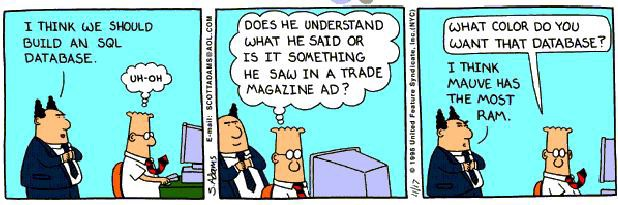 I THINK WE SHOULD
BUILD AN SQL
DATABASE.
UH-OH
S.Adams
E-mail: SCOTTADAMS@AOL.COM
DOES HE UNDERSTAND
WHAT HE SAID OR
IS IT SOMETHING
HE SAW IN A TRADE
MAGAZINE AD?
11/17
© 1995 United Feature Syndicate, Inc.(NYC)
WHAT COLOR DO YOU
WANT THAT DATABASE?
I THINK
MAUVE HAS
THE MOST
RAM.